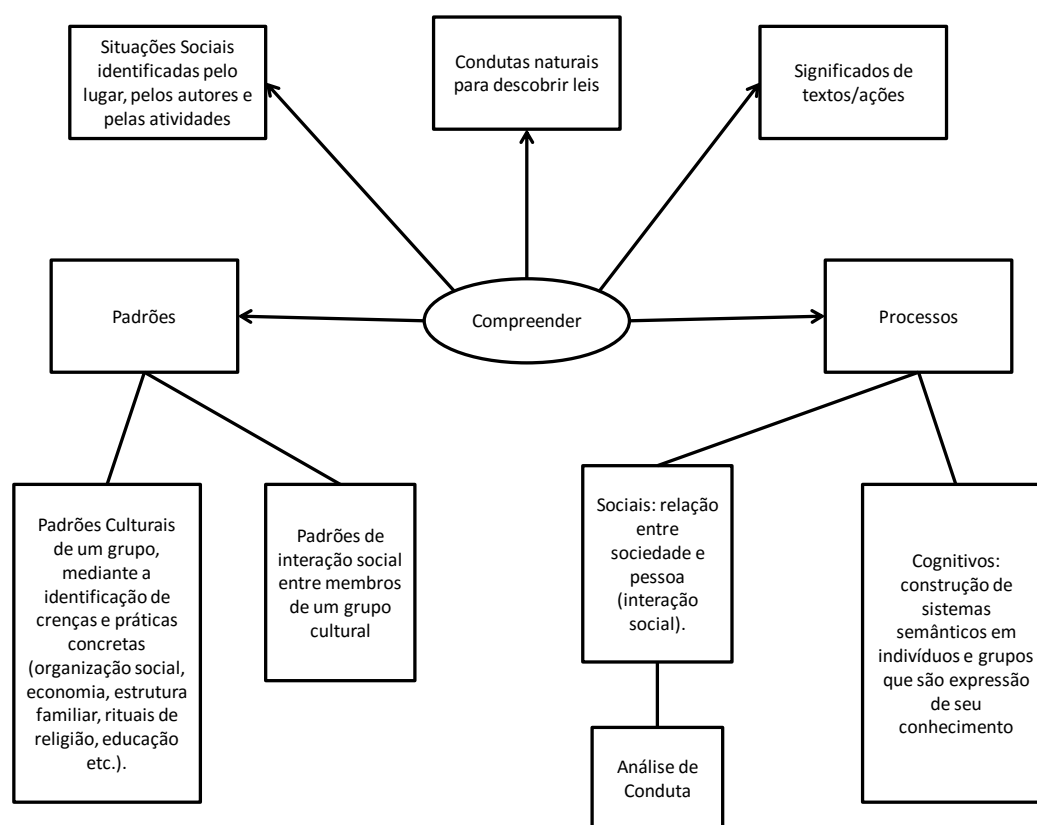 Situações Sociais
identificadas pelo
lugar, pelos autores e
pelas atividades
Condutas naturais
para descobrir leis
Significados de
textos/ações
Padrões
Compreender
Processos
Padrões Culturais
de um grupo,
mediante a
identificação de
crenças e práticas
concretas
(organização social,
economia, estrutura
familiar, rituais de
religião, educação
etc.).
Padrões de
interação social
entre membros
de um grupo
cultural
Sociais: relação
entre
sociedade e
pessoa
(interação
social).
Cognitivos:
construção de
sistemas
semânticos em
indivíduos e grupos
que são expressão
de seu
conhecimento
Análise de
Conduta